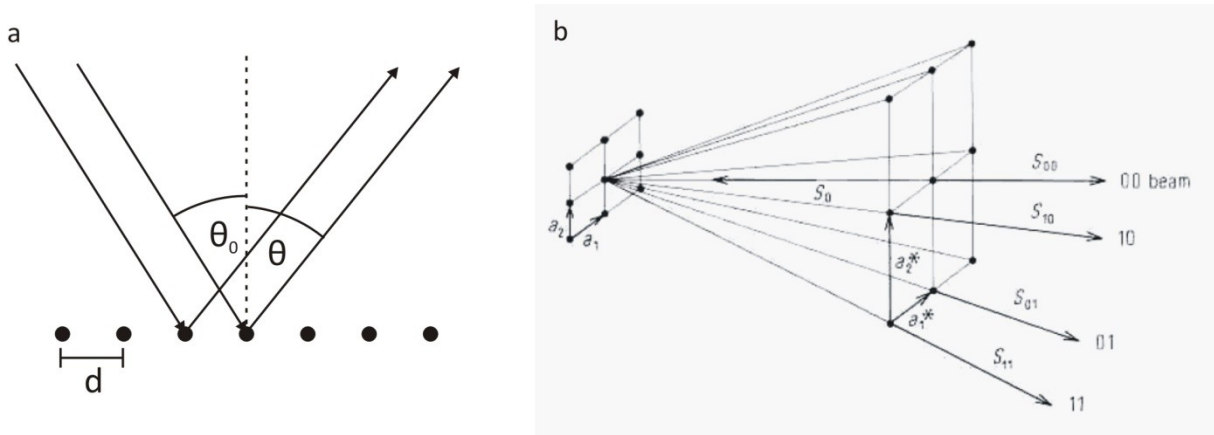 a
θ₀
θ
d
b
a₂
a₁
S₀
S₀₀
00 beam
S₁₀
10
a₂*
a₁*
S₀₁
01
S₁₁
11